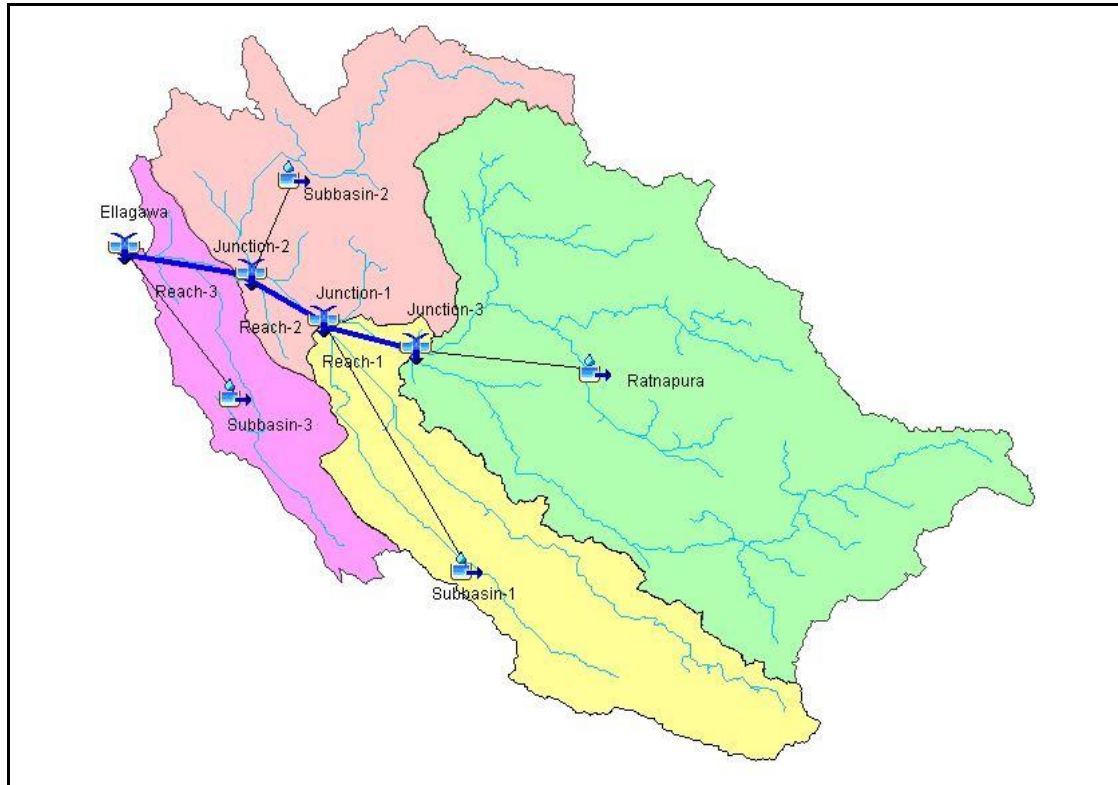 Subbasin-2
Ellagawa
Junction-2
Reach-3
Junction-1
Junction-3
Reach-2
Reach-1
Ratnapura
Subbasin-3
Subbasin-1